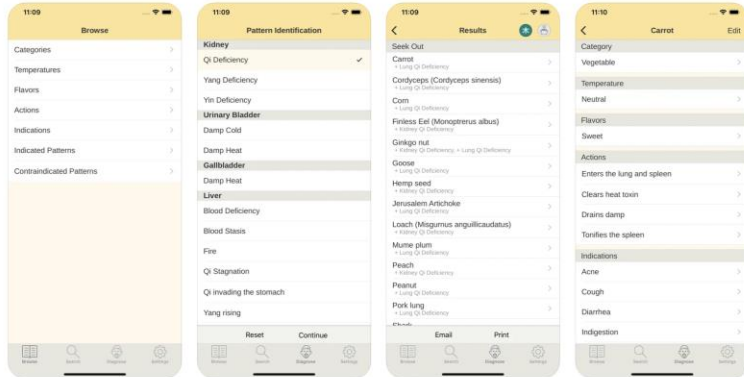 11:09
Browse
Categories
Temperatures
Flavors
Actions
Indications
Indicated Patterns
Contraindicated Patterns
Browse
Search
Diagnose
Settings
11:09
Pattern Identification
Kidney
Qi Deficiency
Yang Deficiency
Yin Deficiency
Urinary Bladder
Damp Cold
Damp Heat
Gallbladder
Damp Heat
Liver
Blood Deficiency
Blood Stasis
Fire
Qi Stagnation
Qi invading the stomach
Yang rising
Reset Continue
Browse
Search
Diagnose
Settings
11:09
Results
木
Seek Out
Carrot
+ Lung Qi Deficiency
Cordyceps (Cordyceps sinensis)
+ Lung Qi Deficiency
Corn
+ Lung Qi Deficiency
Finless Eel (Monoptrerus albus)
+ Kidney Qi Deficiency
Ginkgo nut
+ Kidney Qi Deficiency, + Lung Qi Deficiency
Goose
+ Lung Qi Deficiency
Hemp seed
+ Kidney Qi Deficiency
Jerusalem Artichoke
+ Lung Qi Deficiency
Loach (Misgurnus anguillicaudatus)
+ Kidney Qi Deficiency
Mume plum
+ Lung Qi Deficiency
Peach
+ Kidney Qi Deficiency
Peanut
+ Lung Qi Deficiency
Pork lung
+ Lung Qi Deficiency
Email Print
Browse
Search
Diagnose
Settings
11:10
Carrot Edit
Category
Vegetable
Temperature
Neutral
Flavors
Sweet
Actions
Enters the lung and spleen
Clears heat toxin
Drains damp
Tonifies the spleen
Indications
Acne
Cough
Diarrhea
Indigestion
Browse
Search
Diagnose
Settings